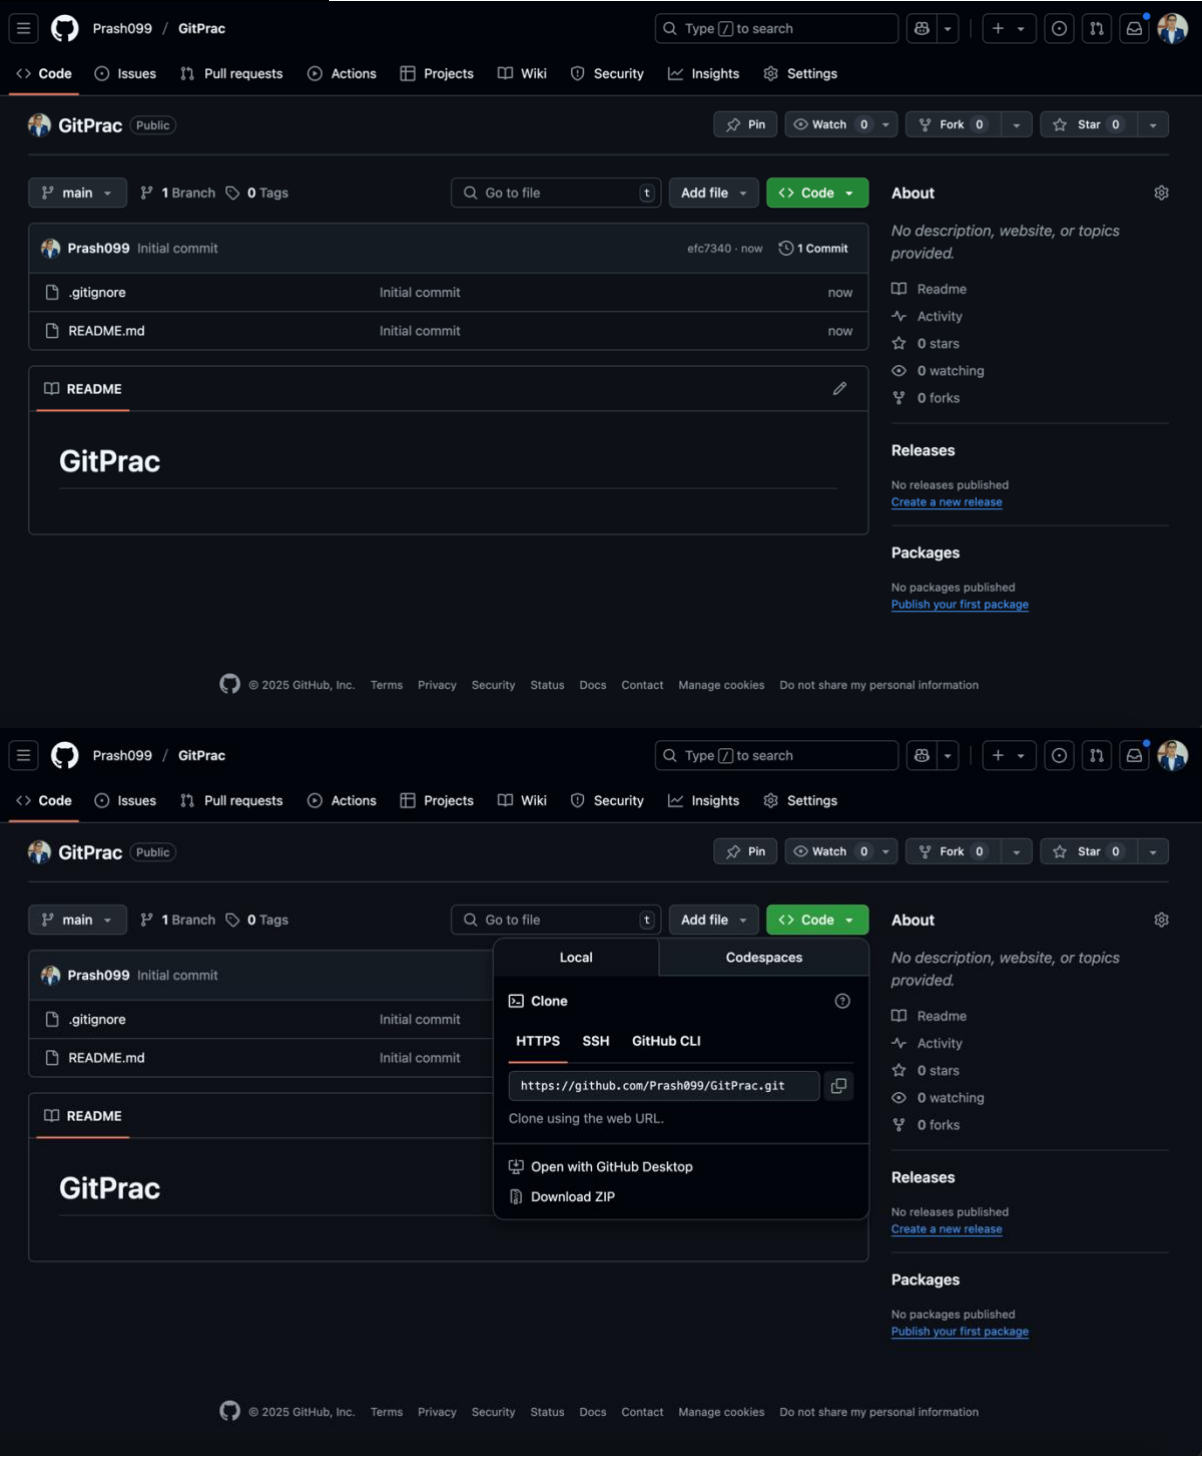 Prash099 / GitPrac
Type / to search
Code Issues Pull requests Actions Projects Wiki Security Insights Settings
GitPrac Public
Pin Watch 0 Fork 0 Star 0
main 1 Branch 0 Tags
Go to file t
Add file Code
Prash099 Initial commit
efc7340 · now 1 Commit
.gitignore Initial commit now
README.md Initial commit now
README
GitPrac
About
No description, website, or topics
provided.
Readme
Activity
0 stars
0 watching
0 forks
Releases
No releases published
Create a new release
Packages
No packages published
Publish your first package
© 2025 GitHub, Inc. Terms Privacy Security Status Docs Contact Manage cookies Do not share my personal information
Prash099 / GitPrac
Type / to search
Code Issues Pull requests Actions Projects Wiki Security Insights Settings
GitPrac Public
Pin Watch 0 Fork 0 Star 0
main 1 Branch 0 Tags
Go to file t
Add file Code
Prash099 Initial commit
.gitignore Initial commit
README.md Initial commit
README
GitPrac
Local Codespaces
Clone
HTTPS SSH GitHub CLI
https://github.com/Prash099/GitPrac.git
Clone using the web URL.
Open with GitHub Desktop
Download ZIP
About
No description, website, or topics
provided.
Readme
Activity
0 stars
0 watching
0 forks
Releases
No releases published
Create a new release
Packages
No packages published
Publish your first package
© 2025 GitHub, Inc. Terms Privacy Security Status Docs Contact Manage cookies Do not share my personal information